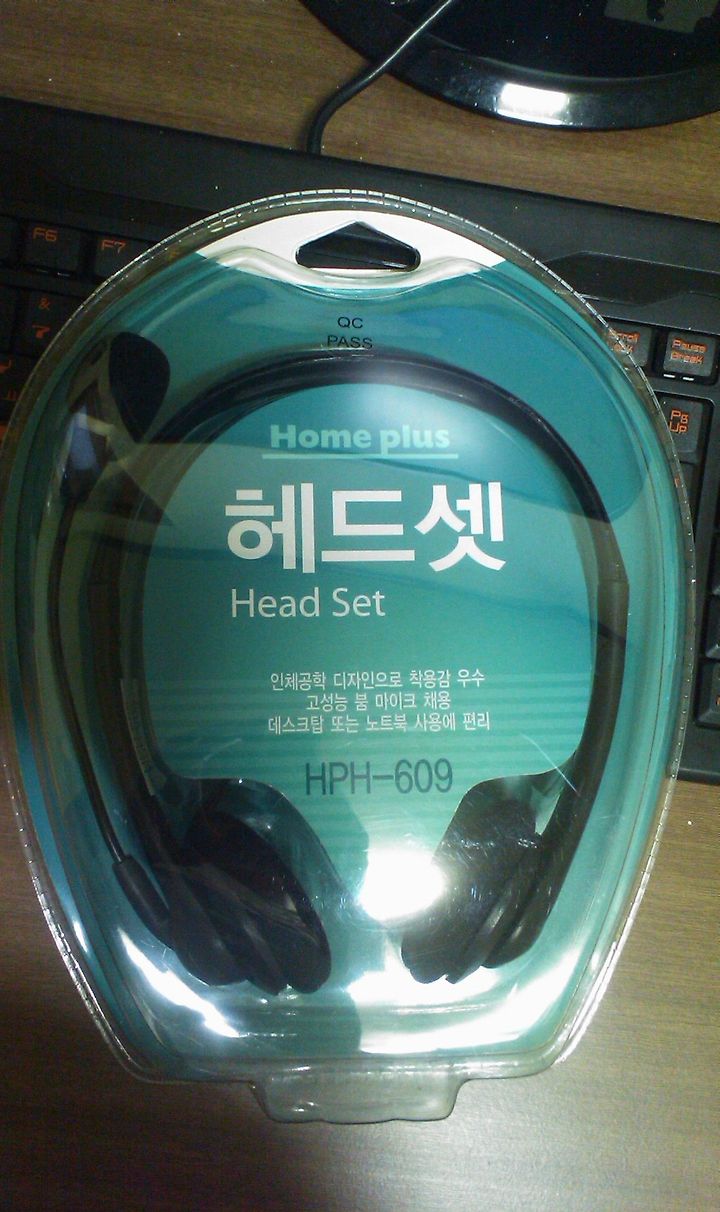 F6 F7
&
7
QC
PASS
Pause
Break
Pg
Up
Home plus
헤드셋
Head Set
인체공학 디자인으로 착용감 우수
고성능 붐 마이크 채용
데스크탑 또는 노트북 사용에 편리
HPH-609